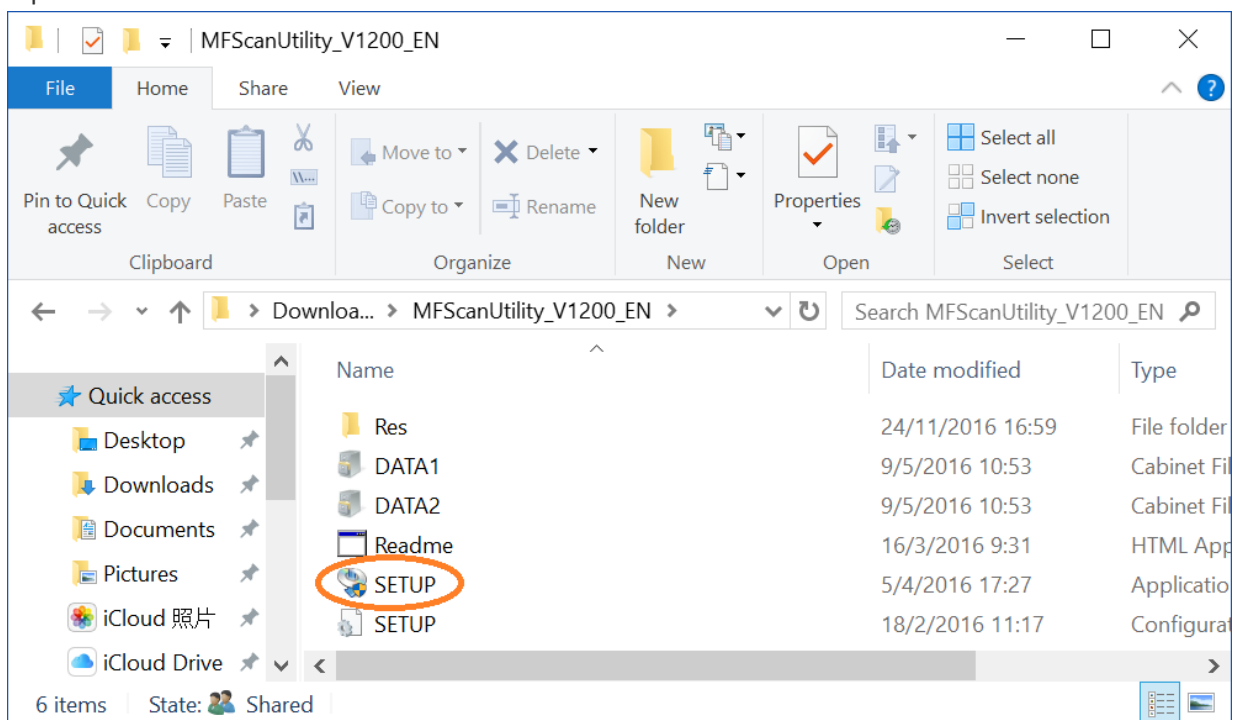 MFScanUtility_V1200_EN
File Home Share View
Pin to Quick access
Copy
Paste
Move to
Copy to
Delete
Rename
New folder
Properties
Select all
Select none
Invert selection
Clipboard Organize New Open Select
Downloa... > MFScanUtility_V1200_EN >
Search MFScanUtility_V1200_EN
Name Date modified Type
Quick access
Desktop
Downloads
Documents
Pictures
iCloud 照片
iCloud Drive
Res 24/11/2016 16:59 File folder
DATA1 9/5/2016 10:53 Cabinet Fil
DATA2 9/5/2016 10:53 Cabinet Fil
Readme 16/3/2016 9:31 HTML App
SETUP 5/4/2016 17:27 Applicatio
SETUP 18/2/2016 11:17 Configurat
6 items State: Shared